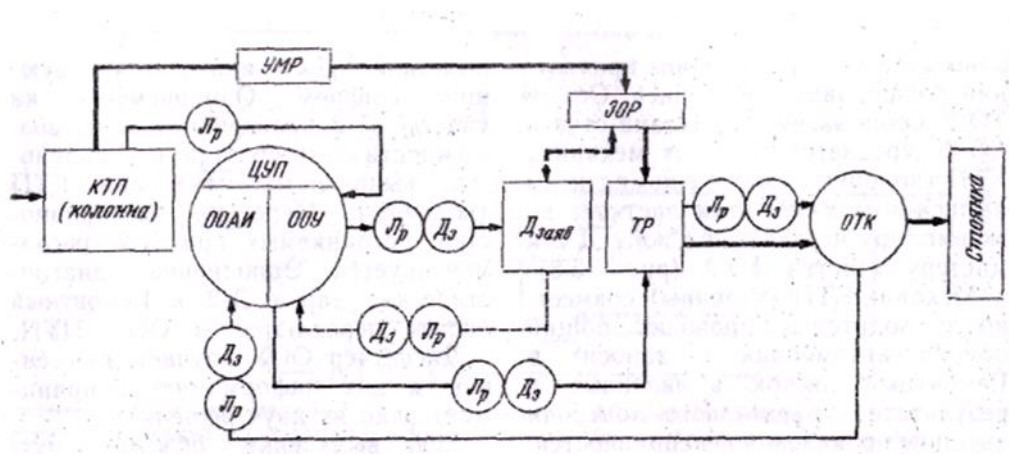 УМР
ЗОР
Лр
КТП
(колонна)
ЦУП
ООАИ
ООУ
Лр Дз
Дзаяв
ТР
Лр Дз
ОТК
Стоянка
Дз Лр
Дз
Лр
Лр Дз